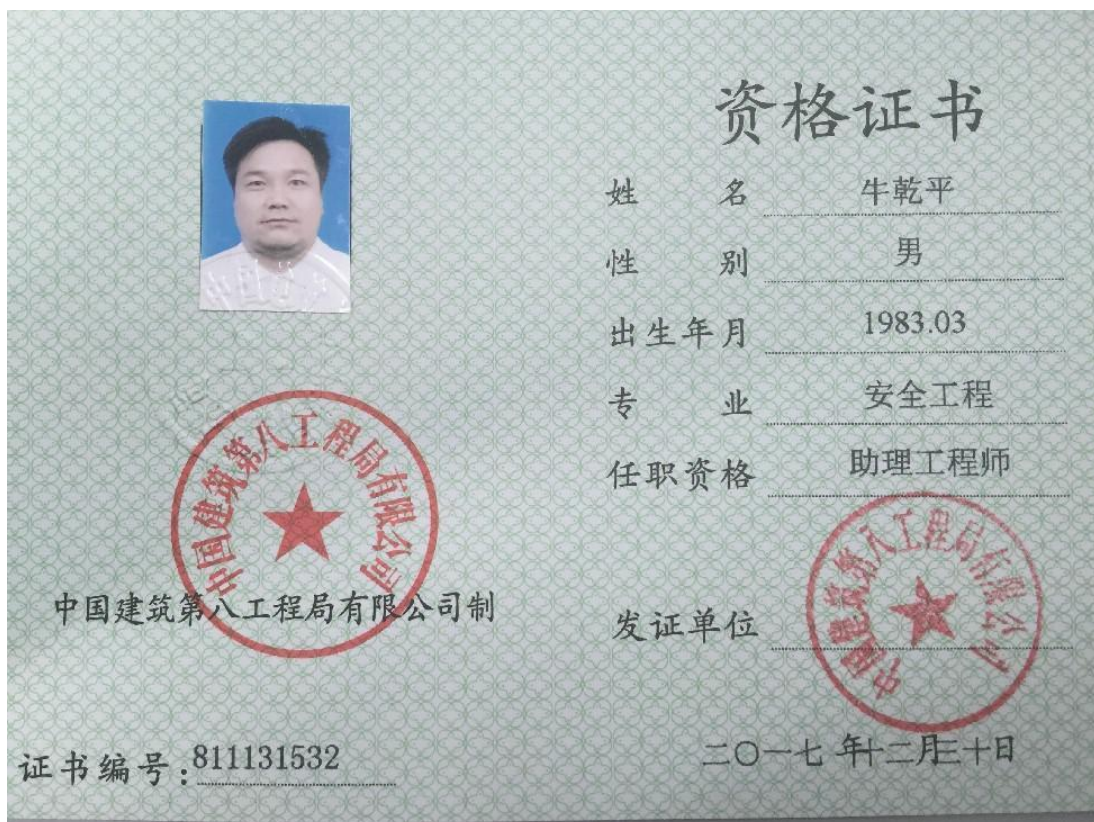 资格证书
姓名 牛乾平
性别 男
出生年月 1983.03
专业 安全工程
任职资格 助理工程师
发证单位
中国建筑第八工程局有限公司
二〇一七年十二月三十日
中国建筑第八工程局有限公司
中国建筑第八工程局有限公司制
证书编号:811131532